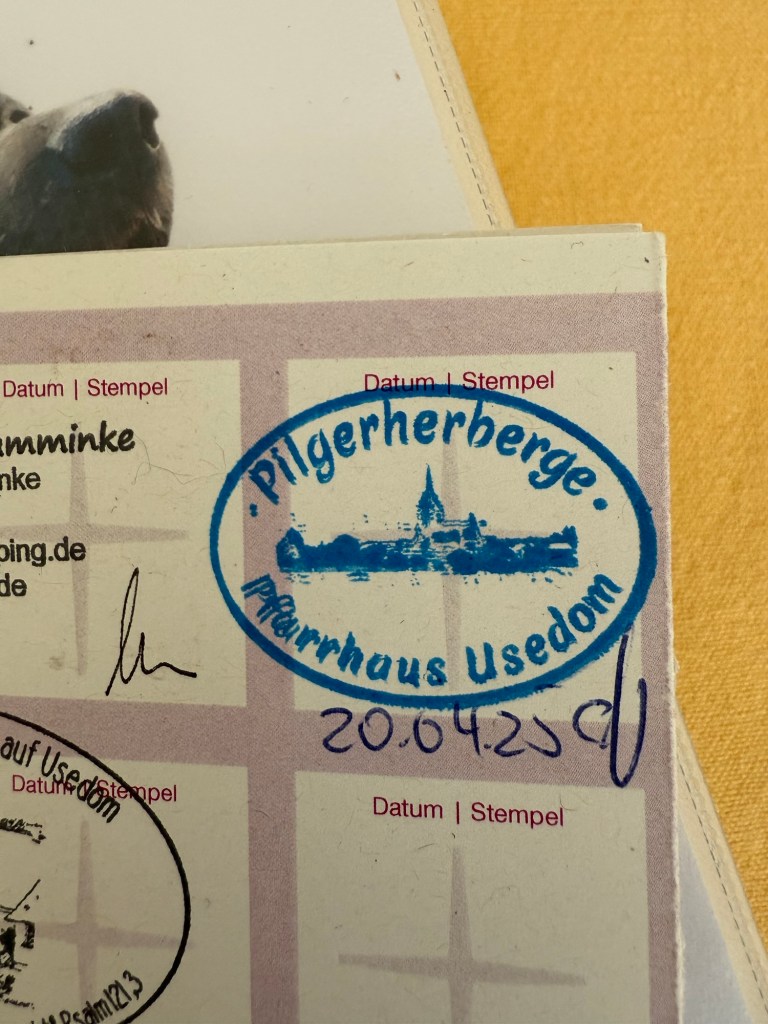 Datum | Stempel
amminke
nke
ping.de
de
Datum | Stempel
· Pilgerherberge ·
Pfarrhaus Usedom
20.04.25
auf Usedom
Datum | Stempel
Psalm 121,3
Datum | Stempel